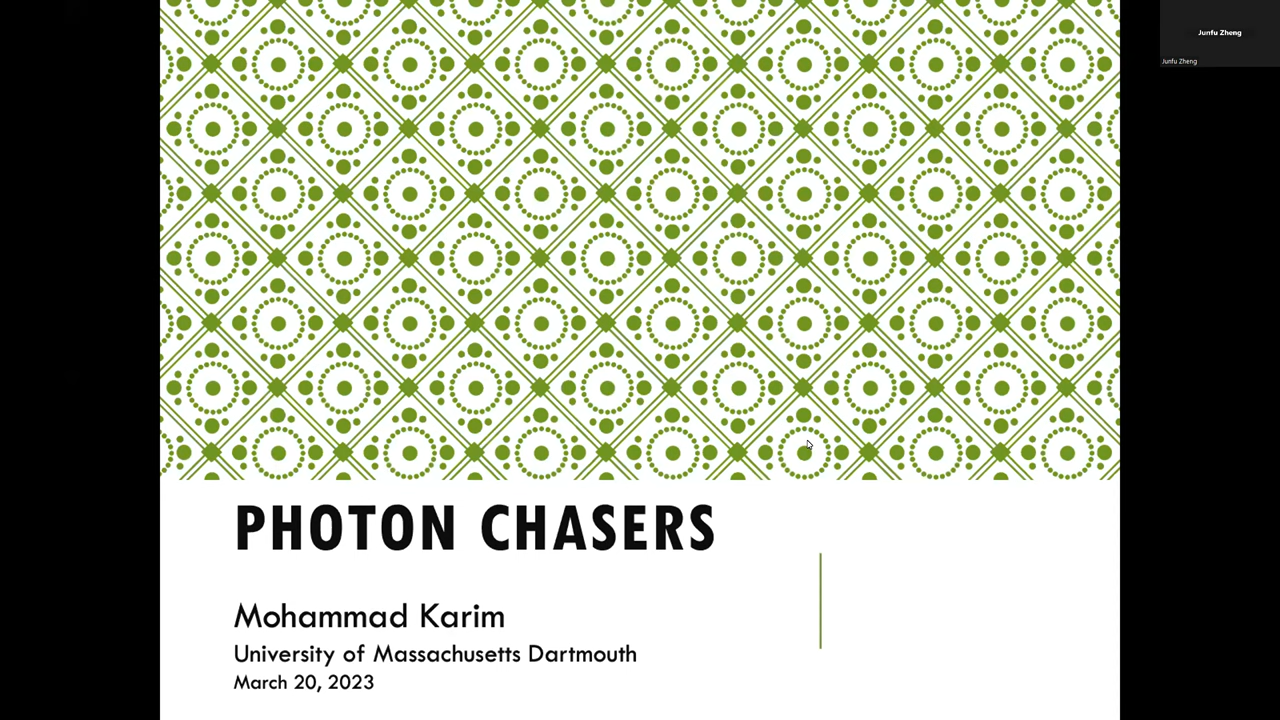 Junfu Zheng
Junfu Zheng
PHOTON CHASERS
Mohammad Karim
University of Massachusetts Dartmouth
March 20, 2023